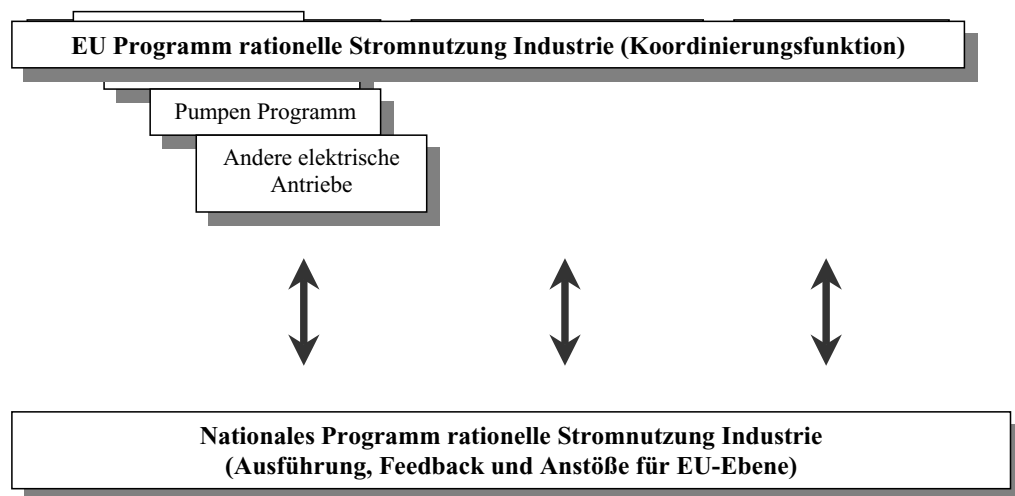 EU Programm rationelle Stromnutzung Industrie (Koordinierungsfunktion)
Pumpen Programm
Andere elektrische
Antriebe
Nationales Programm rationelle Stromnutzung Industrie
(Ausführung, Feedback und Anstöße für EU-Ebene)